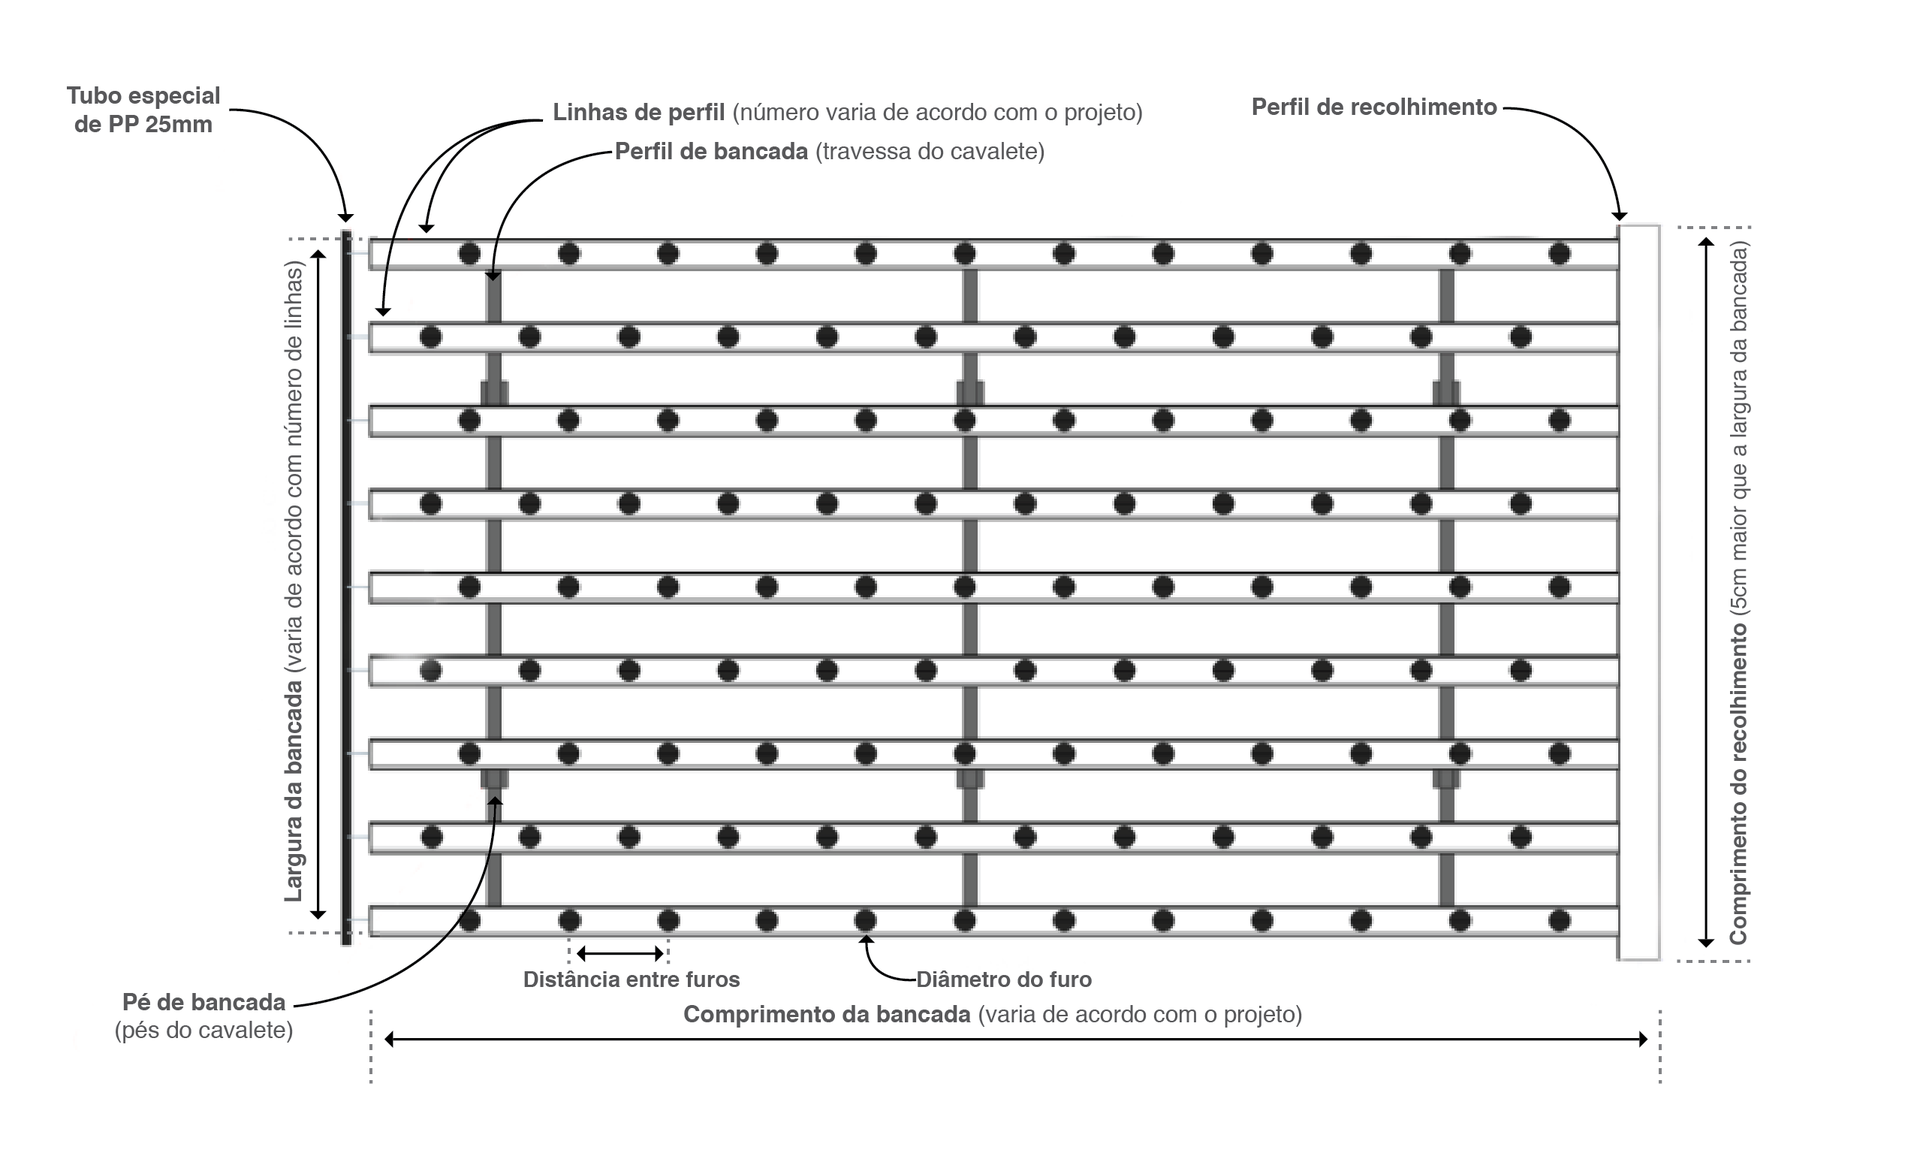 Tubo especial
de PP 25mm
Linhas de perfil (número varia de acordo com o projeto)
Perfil de bancada (travessa do cavalete)
Perfil de recolhimento
Largura da bancada (varia de acordo com número de linhas)
Comprimento do recolhimento (5cm maior que a largura da bancada)
Distância entre furos
Diâmetro do furo
Pé de bancada
(pés do cavalete)
Comprimento da bancada (varia de acordo com o projeto)